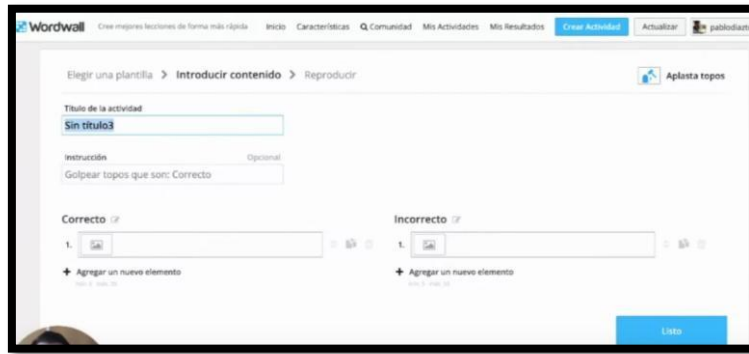 Wordwall Cree mejores lecciones de forma más rápida Inicio Características Comunidad Mis Actividades Mis Resultados Crear Actividad Actualizar
Elegir una plantilla > Introducir contenido > Reproducir Aplasta topos
Título de la actividad
Sin título3
Instrucción Opcional
Golpear topos que son: Correcto
Correcto Incorrecto
1. 1.
+ Agregar un nuevo elemento + Agregar un nuevo elemento
Listo